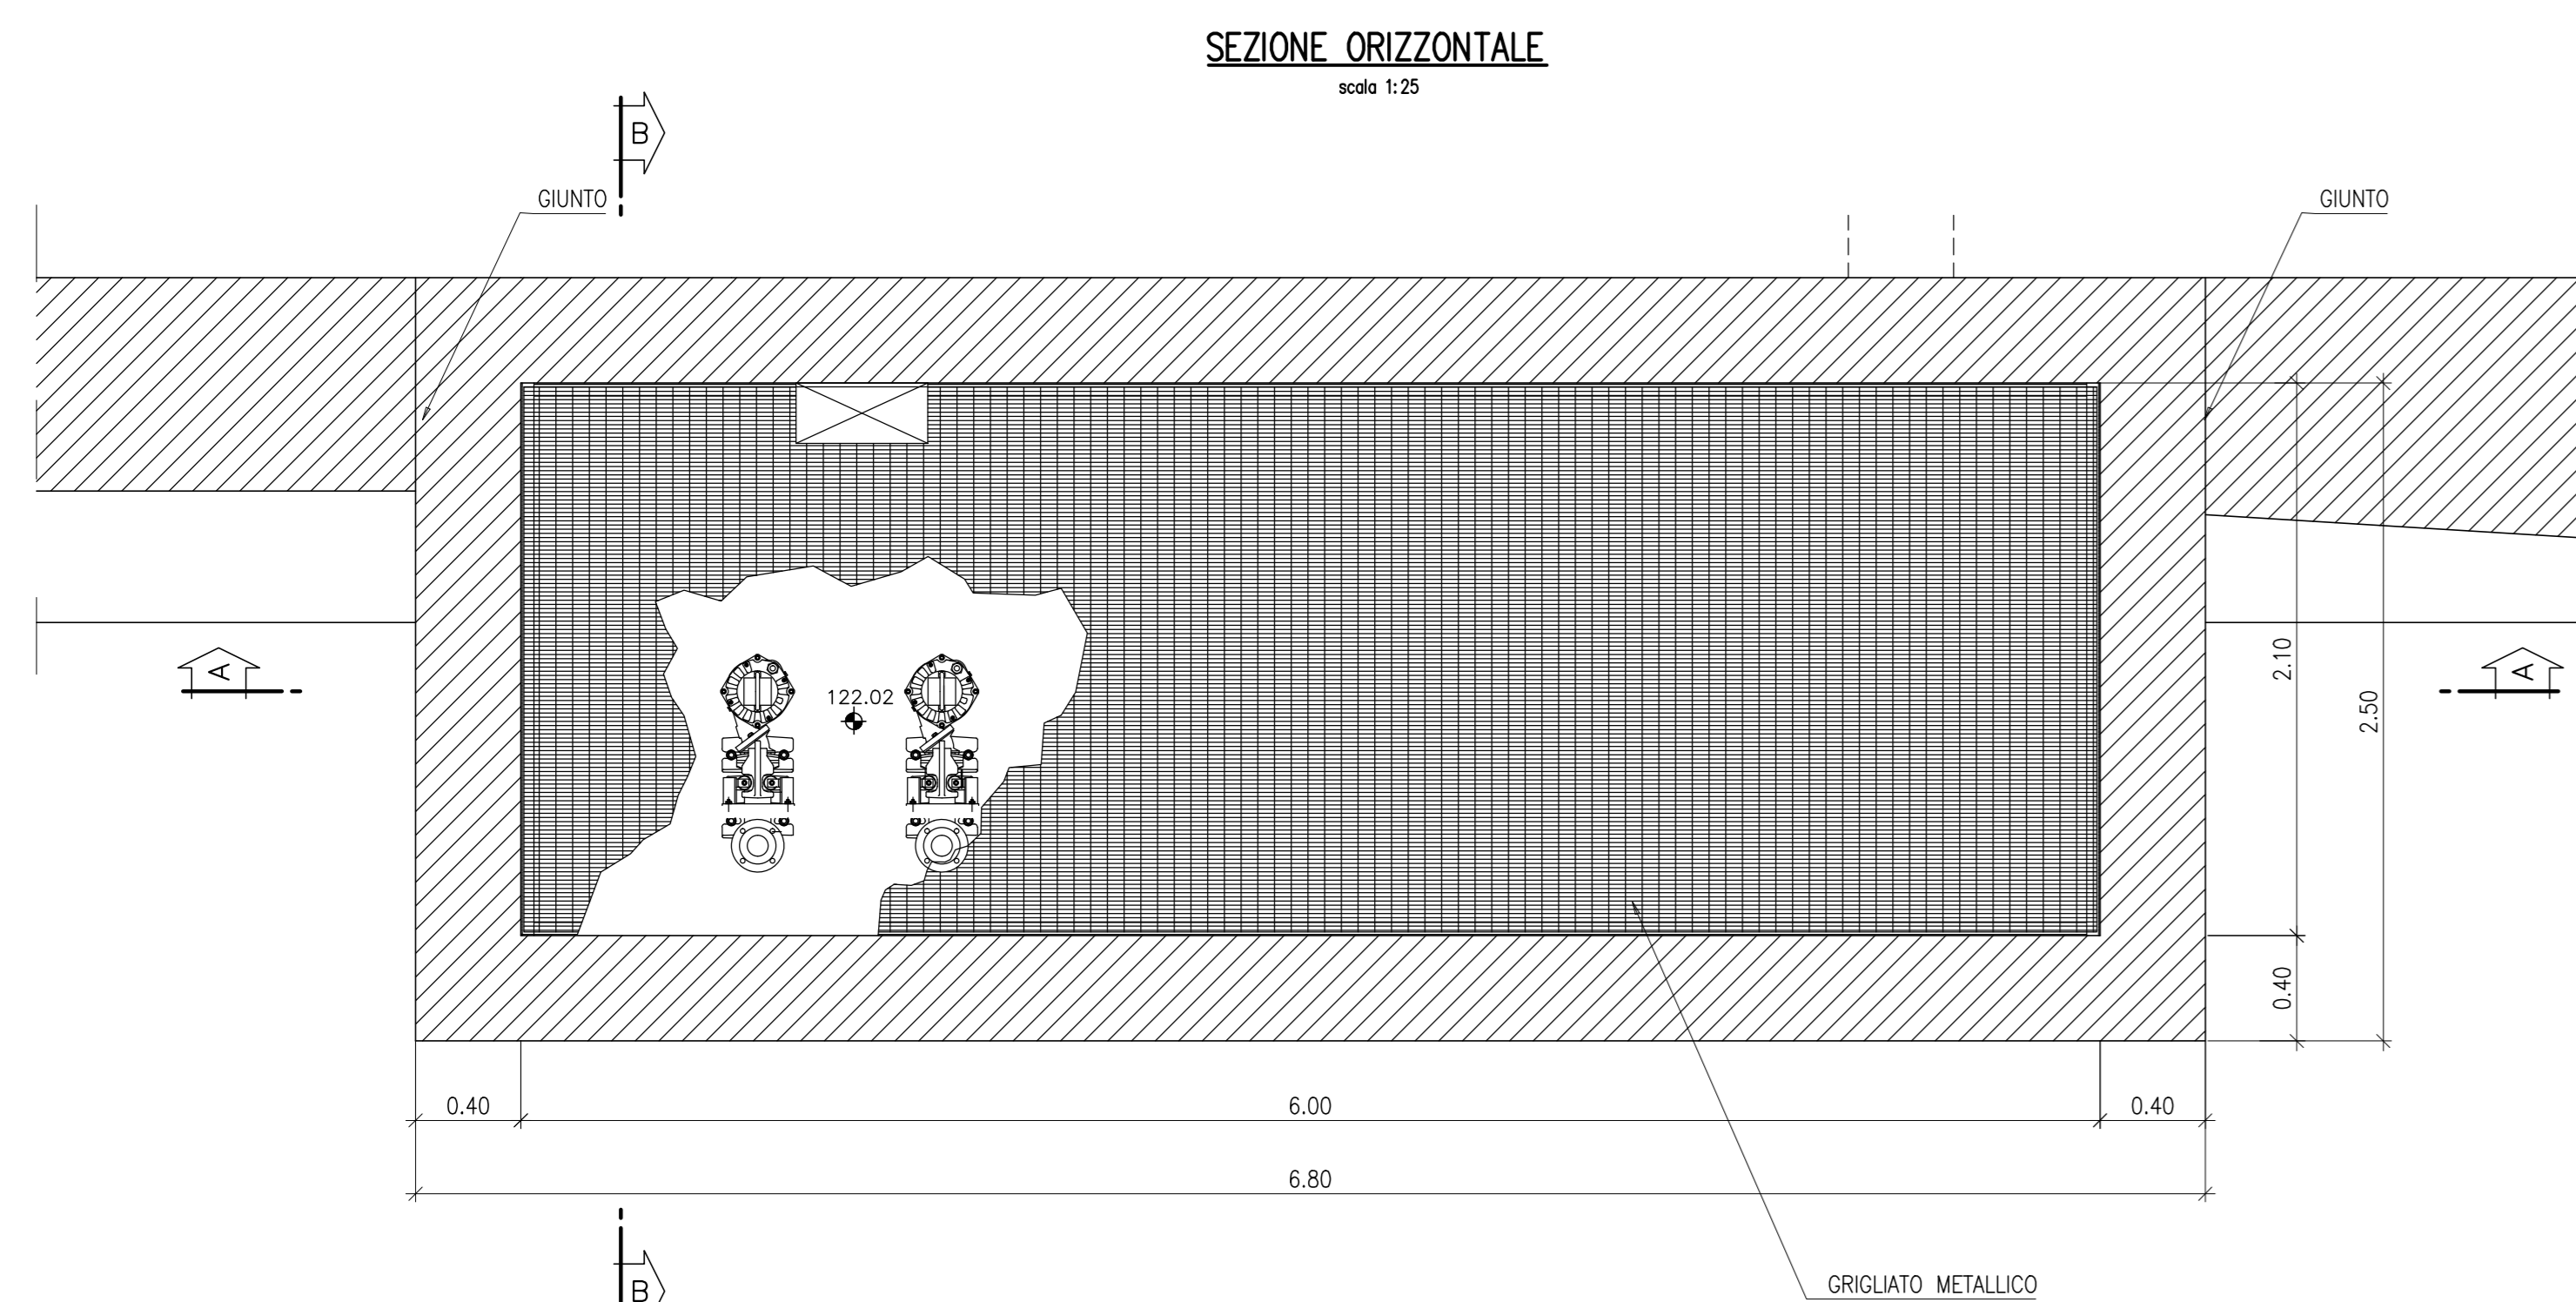 SEZIONE ORIZZONTALE
scala 1:25
B
GIUNTO
GIUNTO
122.02
A
A
2.10
2.50
0.40
0.40
6.00
0.40
6.80
B
GRIGLIATO METALLICO